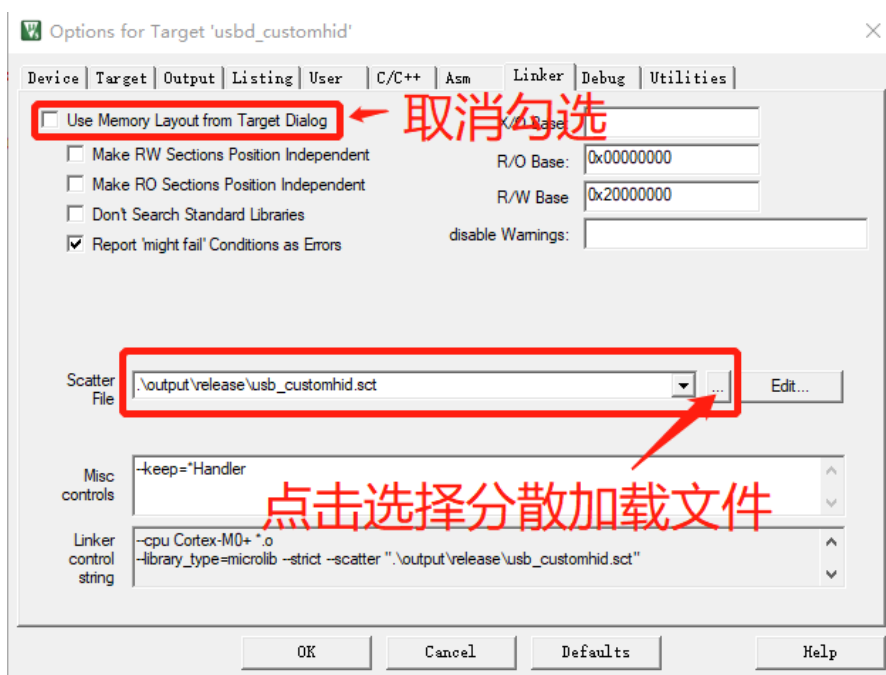 Options for Target 'usbd_customhid'
Device Target Output Listing User C/C++ Asm Linker Debug Utilities
Use Memory Layout from Target Dialog
取消勾选
X/O Base:
Make RW Sections Position Independent
R/O Base: 0x00000000
Make RO Sections Position Independent
R/W Base 0x20000000
Don't Search Standard Libraries
disable Warnings:
Report 'might fail' Conditions as Errors
Scatter File
.\output\release\usb_customhid.sct
...
Edit...
Misc controls
--keep=*Handler
点击选择分散加载文件
Linker control string
--cpu Cortex-M0+ *.o
--library_type=microlib --strict --scatter ".\output\release\usb_customhid.sct"
OK Cancel Defaults Help